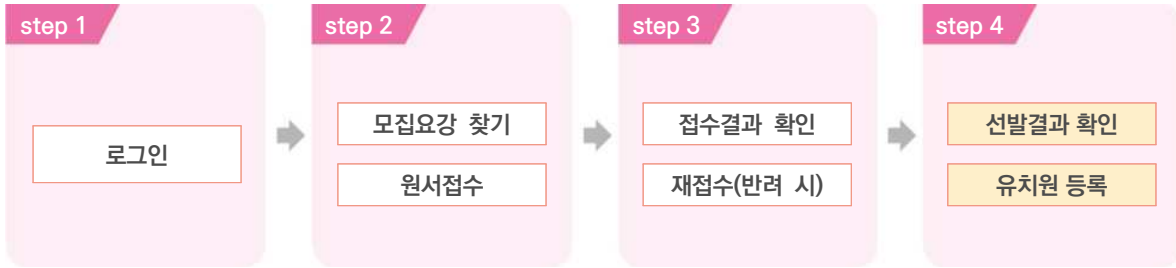 step 1
로그인
step 2
모집요강 찾기
원서접수
step 3
접수결과 확인
재접수(반려 시)
step 4
선발결과 확인
유치원 등록